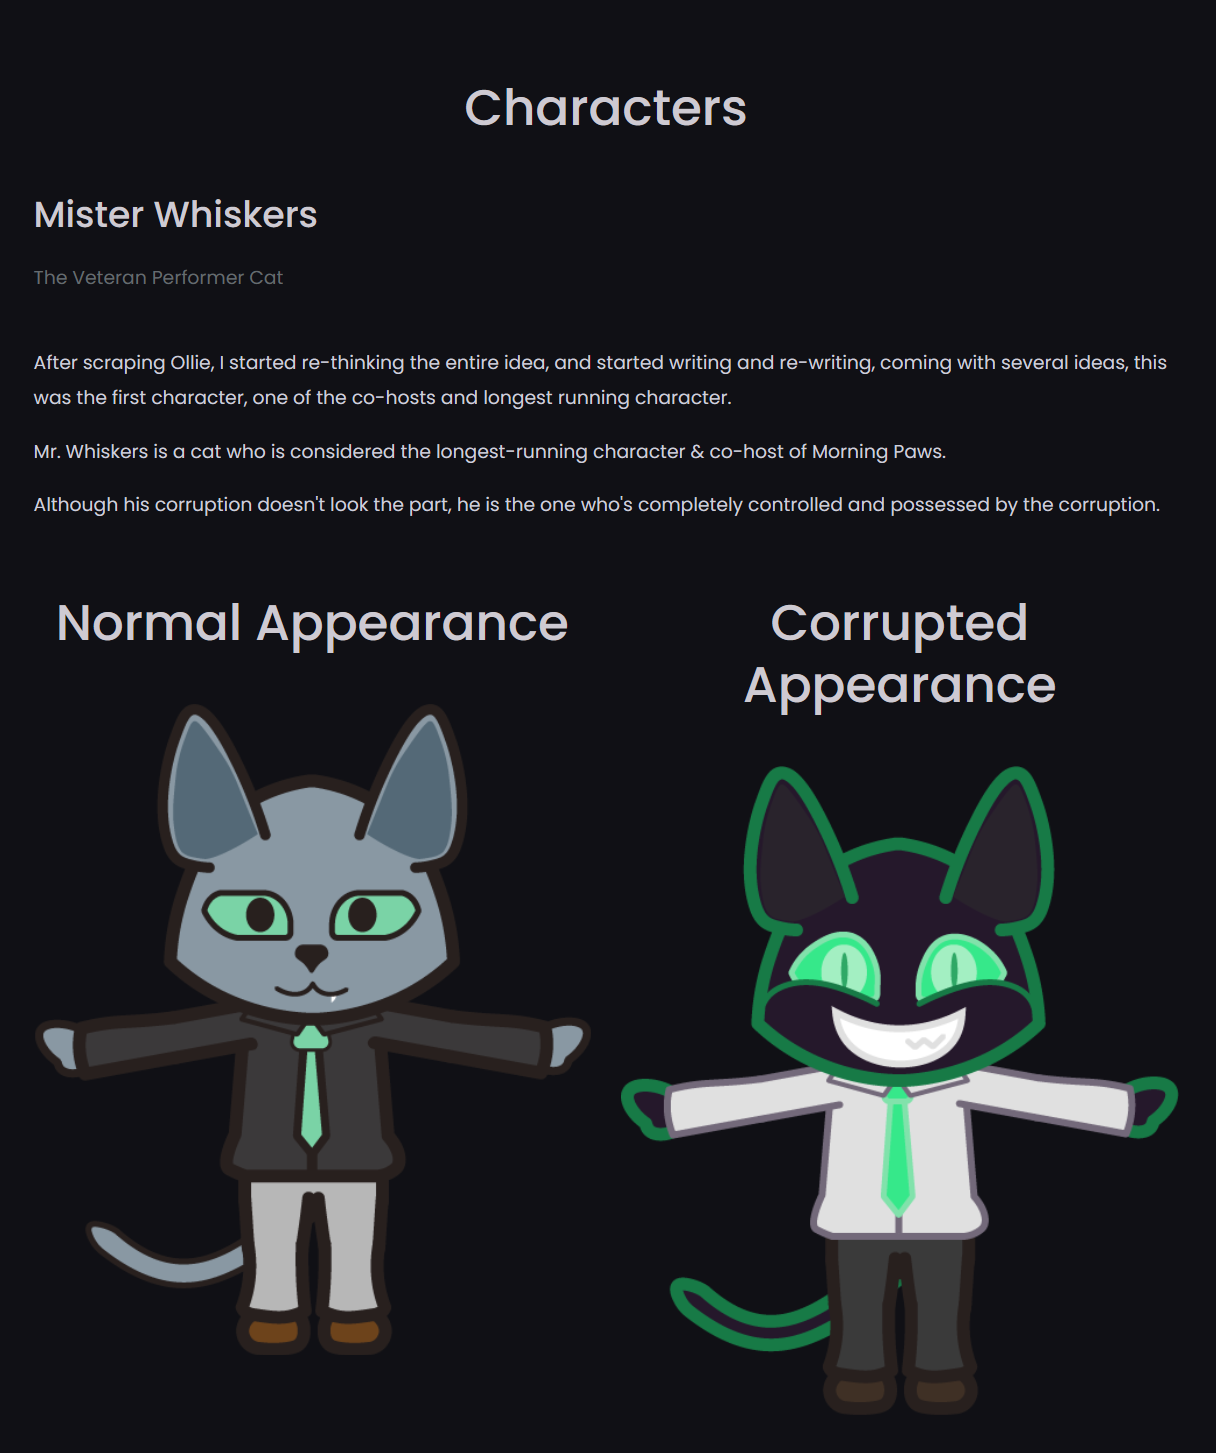 Characters
Mister Whiskers
The Veteran Performer Cat
After scraping Ollie, I started re-thinking the entire idea, and started writing and re-writing, coming with several ideas, this
was the first character, one of the co-hosts and longest running character.
Mr. Whiskers is a cat who is considered the longest-running character & co-host of Morning Paws.
Although his corruption doesn't look the part, he is the one who's completely controlled and possessed by the corruption.
Normal Appearance
Corrupted
Appearance